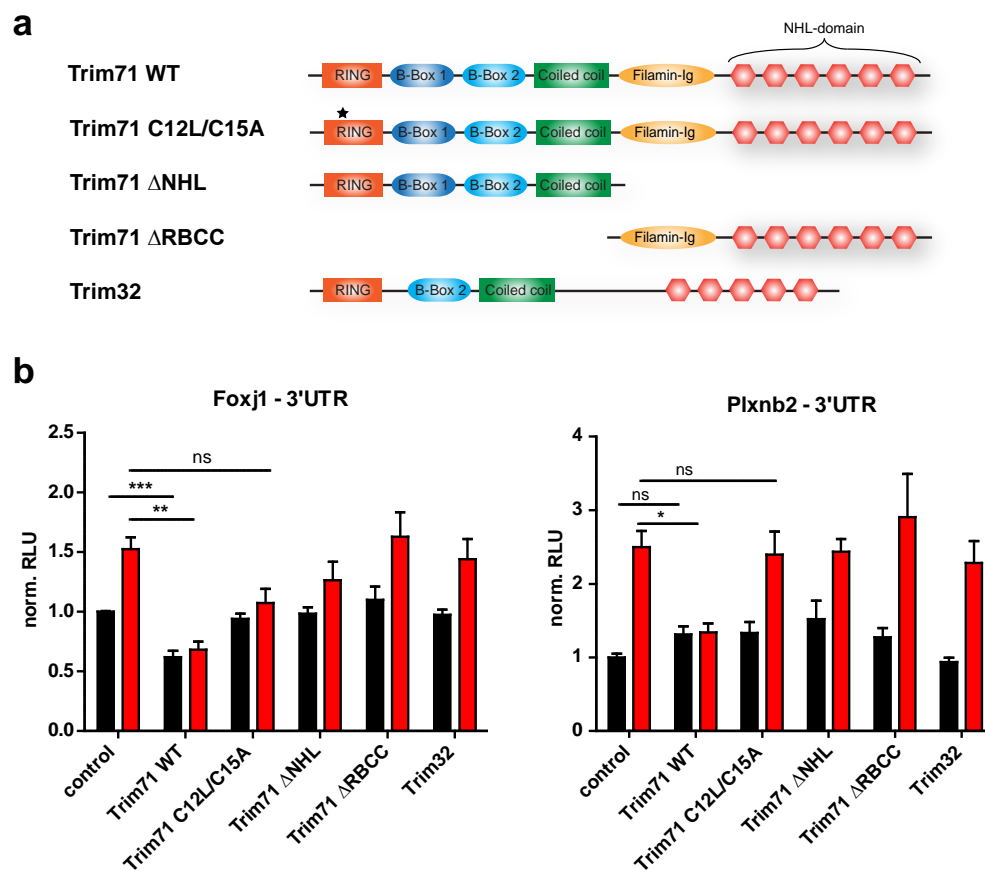 a
NHL-domain
Trim71 WT
RING B-Box 1 B-Box 2 Coiled coil Filamin-Ig
Trim71 C12L/C15A
RING B-Box 1 B-Box 2 Coiled coil Filamin-Ig
Trim71 ΔNHL
RING B-Box 1 B-Box 2 Coiled coil
Trim71 ΔRBCC
Filamin-Ig
Trim32
RING B-Box 2 Coiled coil
b
Foxj1 - 3'UTR
norm. RLU
2.5
2.0
1.5
1.0
0.5
0.0
ns
***
**
control
Trim71 WT
Trim71 C12L/C15A
Trim71 ΔNHL
Trim71 ΔRBCC
Trim32
Plxnb2 - 3'UTR
norm. RLU
4
3
2
1
0
ns
ns
*
control
Trim71 WT
Trim71 C12L/C15A
Trim71 ΔNHL
Trim71 ΔRBCC
Trim32